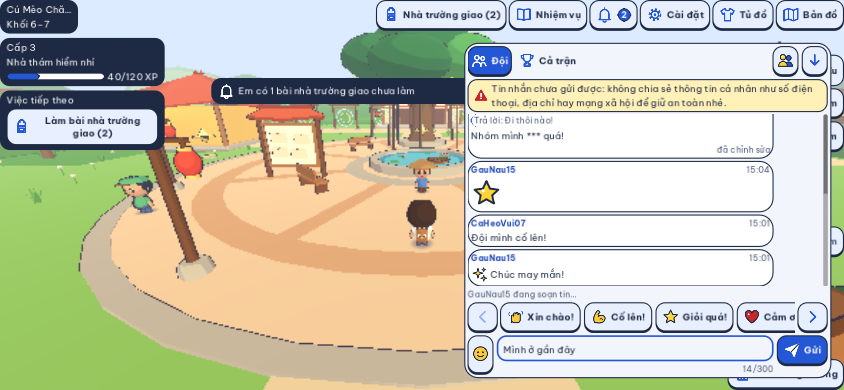 Cú Mèo Chă...
Khối 6-7
Nhà trường giao (2)
Nhiệm vụ
2
Cài đặt
Tủ đồ
Bản đồ
Cấp 3
Nhà thám hiểm nhí
40/120 XP
Việc tiếp theo
Làm bài nhà trường
giao (2)
Em có 1 bài nhà trường giao chưa làm
Đội
Cả trận
Tin nhắn chưa gửi được: không chia sẻ thông tin cá nhân như số điện
thoại, địa chỉ hay mạng xã hội để giữ an toàn nhé.
(Trả lời: Đi thôi nào!
Nhóm mình *** quá!
đã chỉnh sửa
GauNau15 15:04
CaHeoVui07 15:01
Đội mình cố lên!
GauNau15 15:01
Chúc may mắn!
GauNau15 đang soạn tin...
Xin chào!
Cố lên!
Giỏi quá!
Cảm ơ
Mình ở gần đây
Gửi
14/300